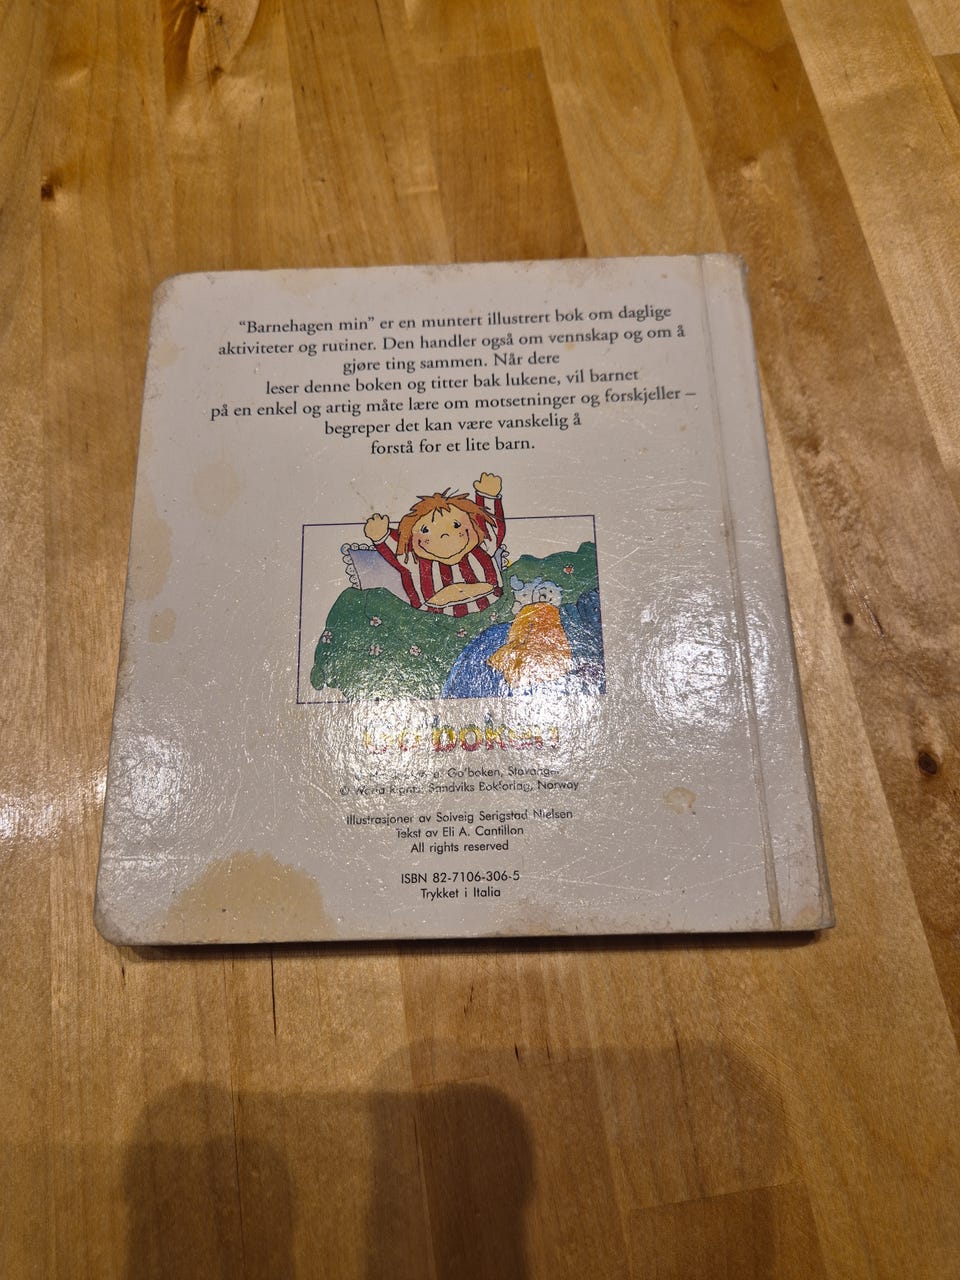 “Barnehagen min” er en muntert illustrert bok om daglige
aktiviteter og rutiner. Den handler også om vennskap og om å
gjøre ting sammen. Når dere
leser denne boken og titter bak lukene, vil barnet
på en enkel og artig måte lære om motsetninger og forskjeller –
begreper det kan være vanskelig å
forstå for et lite barn.
Go'boken
Go'boken, Stavanger
© World Rights: Sandviks Bokforlag, Norway
Illustrasjoner av Solveig Serigstad Nielsen
Tekst av Eli A. Cantillon
All rights reserved
ISBN 82-7106-306-5
Trykket i Italia